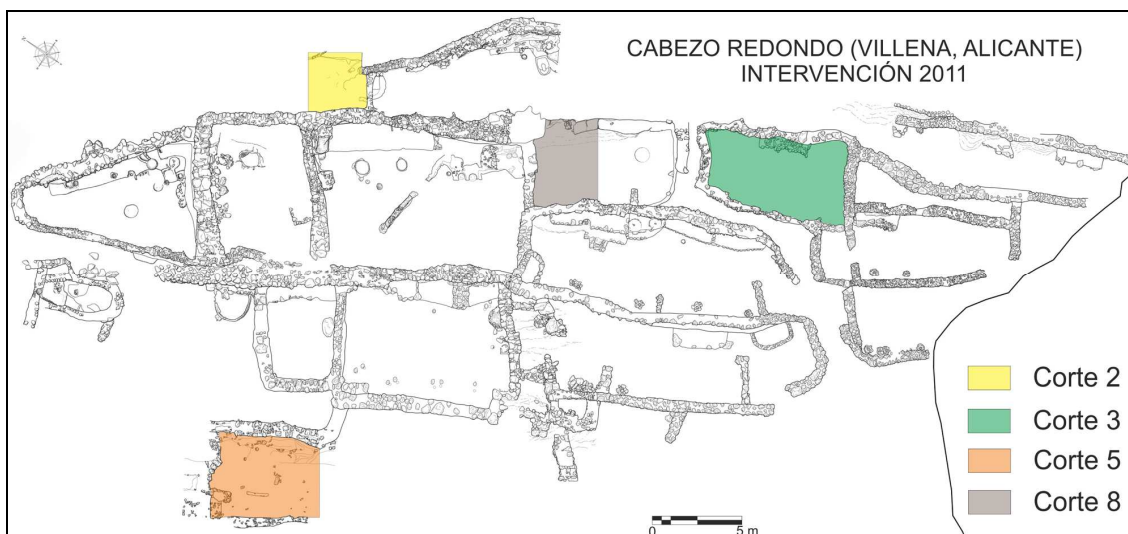 CABEZO REDONDO (VILLENA, ALICANTE)
INTERVENCIÓN 2011
Corte 2
Corte 3
Corte 5
Corte 8
0 5 m